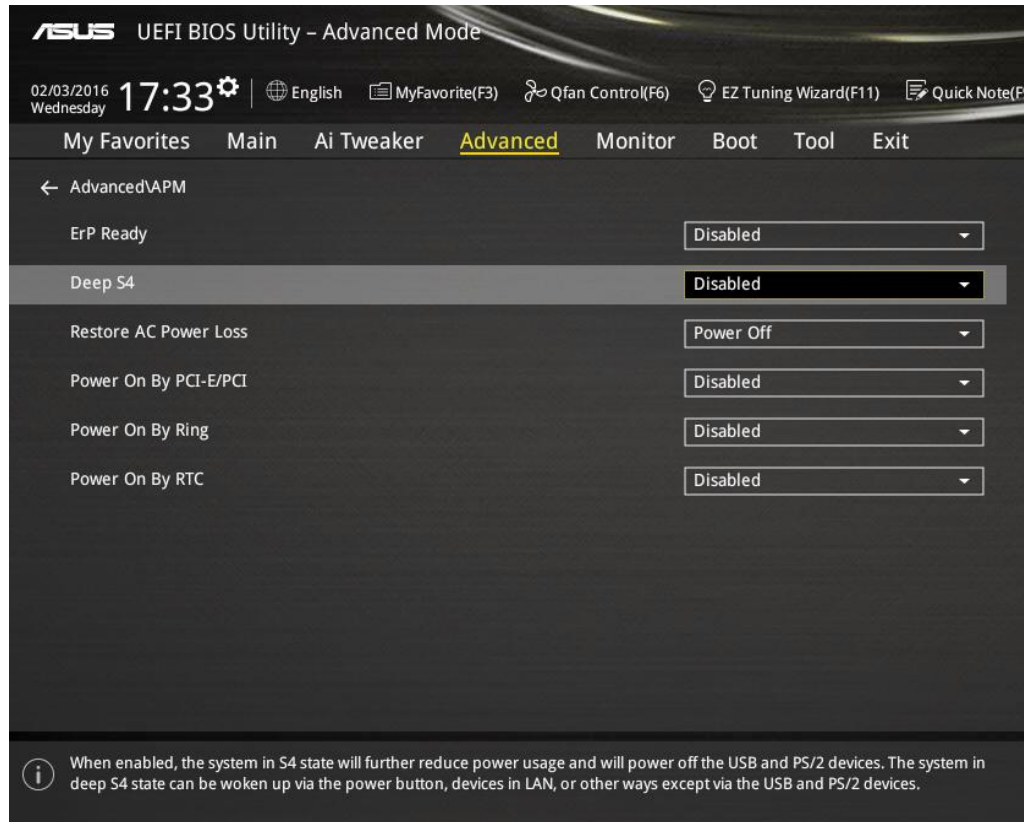 ASUS UEFI BIOS Utility – Advanced Mode
02/03/2016
Wednesday
17:33
English
MyFavorite(F3)
Qfan Control(F6)
EZ Tuning Wizard(F11)
Quick Note(F9
My Favorites Main Ai Tweaker Advanced Monitor Boot Tool Exit
Advanced\APM
ErP Ready Disabled
Deep S4 Disabled
Restore AC Power Loss Power Off
Power On By PCI-E/PCI Disabled
Power On By Ring Disabled
Power On By RTC Disabled
When enabled, the system in S4 state will further reduce power usage and will power off the USB and PS/2 devices. The system in
deep S4 state can be woken up via the power button, devices in LAN, or other ways except via the USB and PS/2 devices.